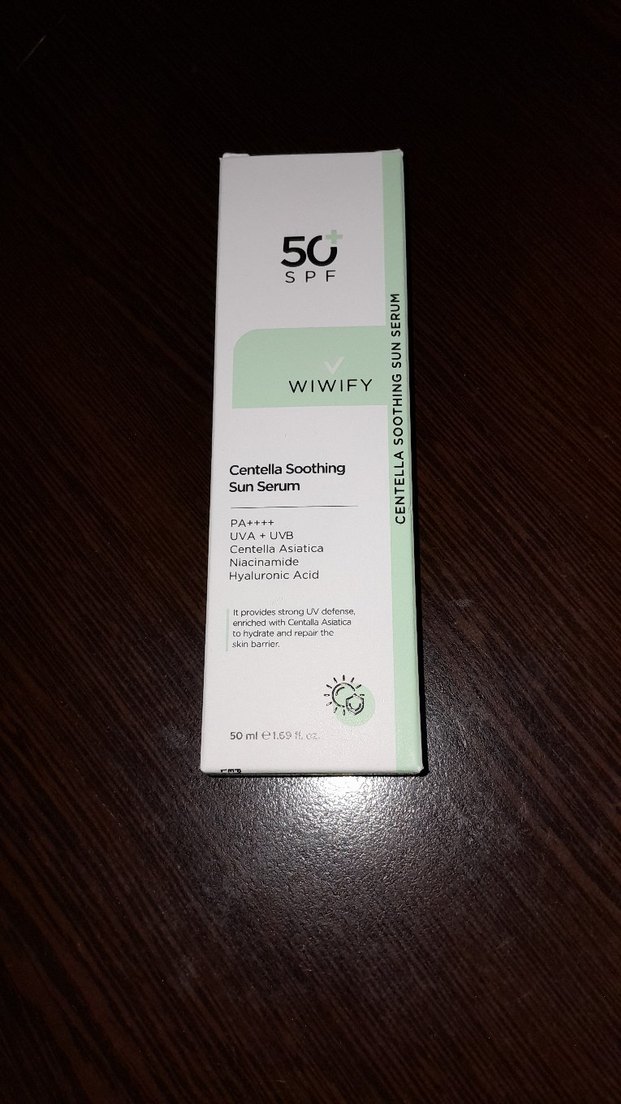 50+
SPF
WIWIFY
Centella Soothing
Sun Serum
PA++++
UVA + UVB
Centella Asiatica
Niacinamide
Hyaluronic Acid
It provides strong UV defense,
enriched with Centalla Asiatica
to hydrate and repair the
skin barrier.
50 ml ℮ 1.69 fl. oz.
CENTELLA SOOTHING SUN SERUM